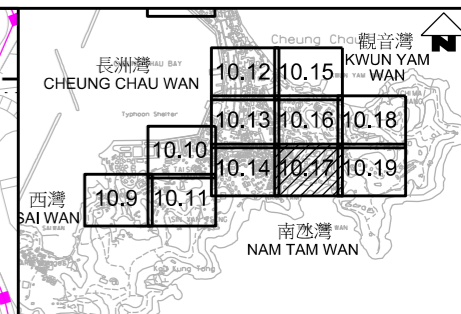 N
Cheung Chau
觀音灣
KWUN YAM
WAN
長洲灣
CHEUNG CHAU WAN
10.12
10.15
Typhoon Shelter
10.13
10.16
10.18
10.10
10.14
10.17
10.19
西灣
SAI WAN
10.9
10.11
SAIWAN
南氹灣
NAM TAM WAN